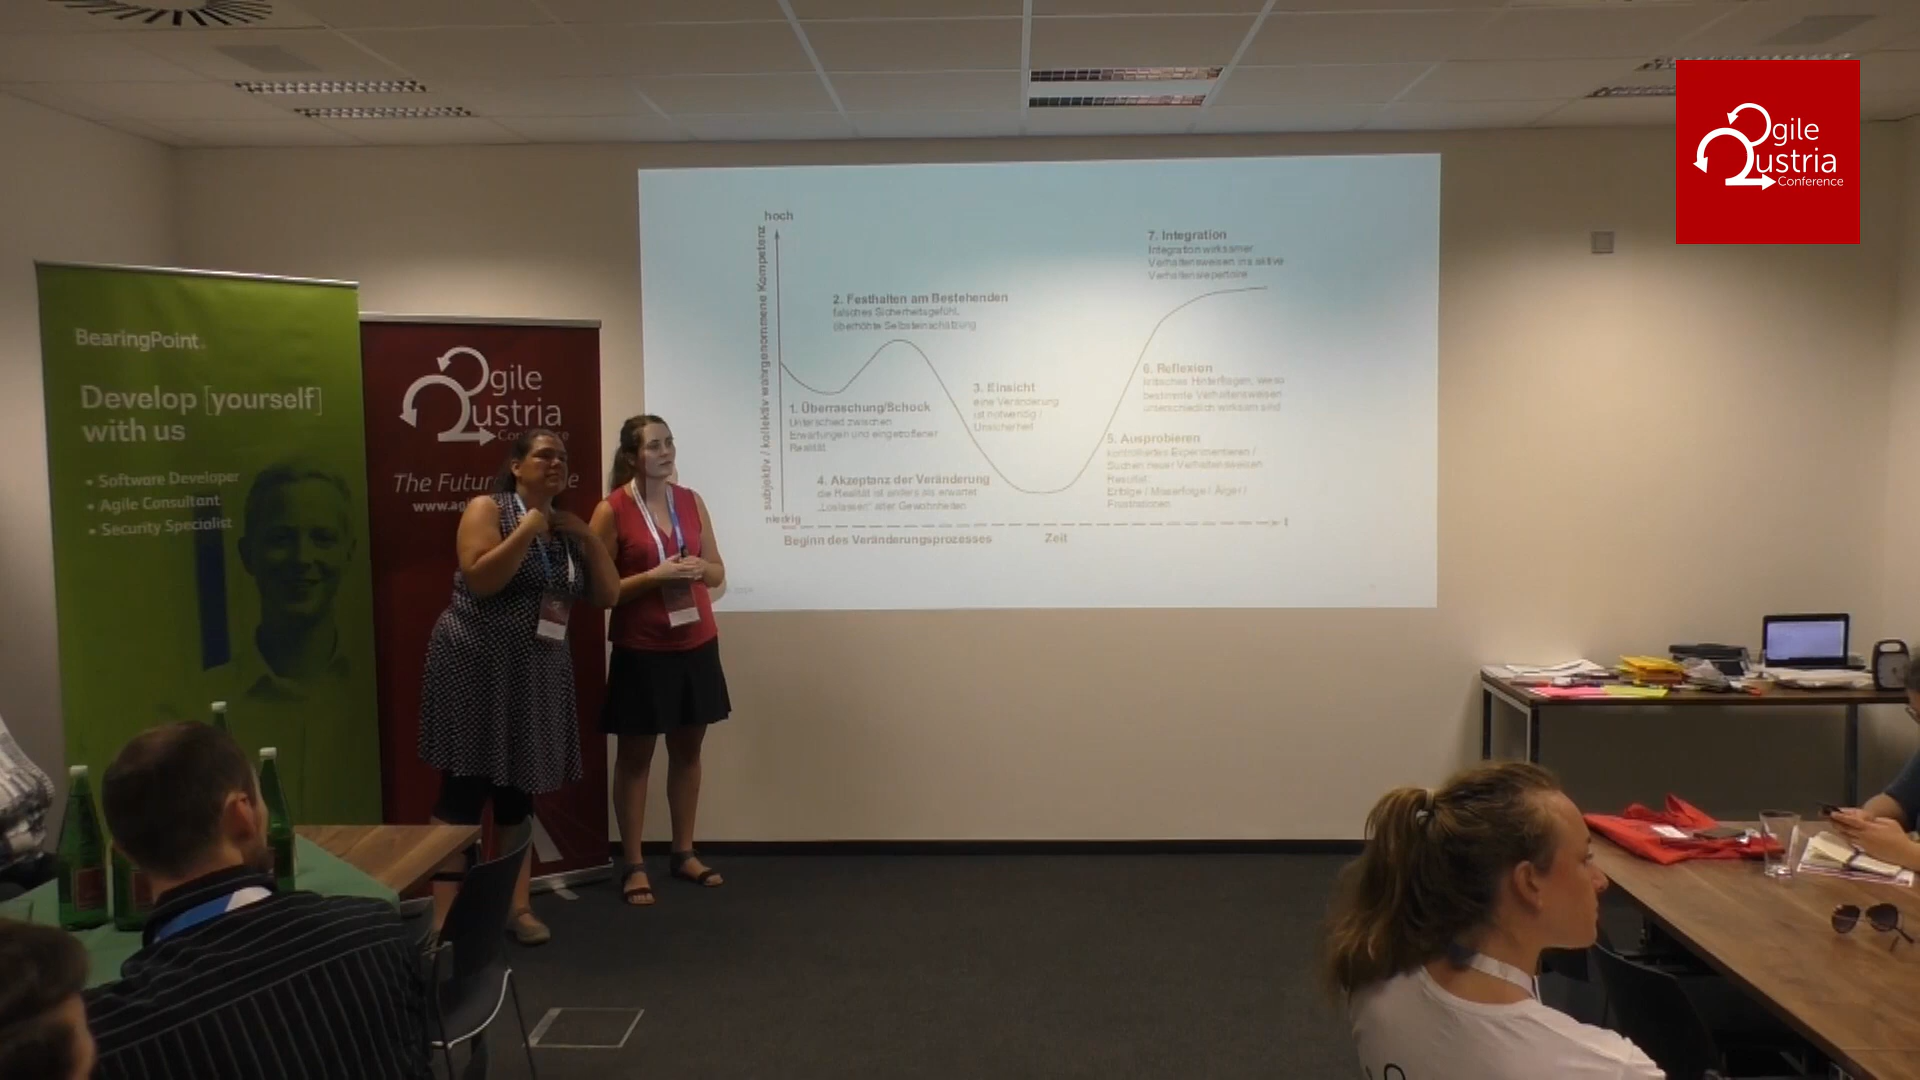 BearingPoint.
Develop [yourself]
with us
• Software Developer
• Agile Consultant
• Security Specialist
agile
austria
Conference
The Futur
www.ag
hoch
subjektiv / kollektiv wahrgenommene Kompetenz
niedrig
1. Überraschung/Schock
Unterschied zwischen
Erwartungen und eingetroffener
Realität
2. Festhalten am Bestehenden
falsches Sicherheitsgefühl,
überhöhte Selbsteinschätzung
3. Einsicht
eine Veränderung
ist notwendig /
Unsicherheit
4. Akzeptanz der Veränderung
die Realität ist anders als erwartet
„Loslassen" alter Gewohnheiten
5. Ausprobieren
kontrolliertes Experimentieren /
Suchen neuer Verhaltensweisen
Resultat:
Erfolge / Misserfolge / Ärger /
Frustrationen
6. Reflexion
kritisches Hinterfragen, wieso
bestimmte Verhaltensweisen
unterschiedlich wirksam sind
7. Integration
Integration wirksamer
Verhaltensweisen ins aktive
Verhaltensrepertoire
t
Beginn des Veränderungsprozesses
Zeit
agile
austria
Conference